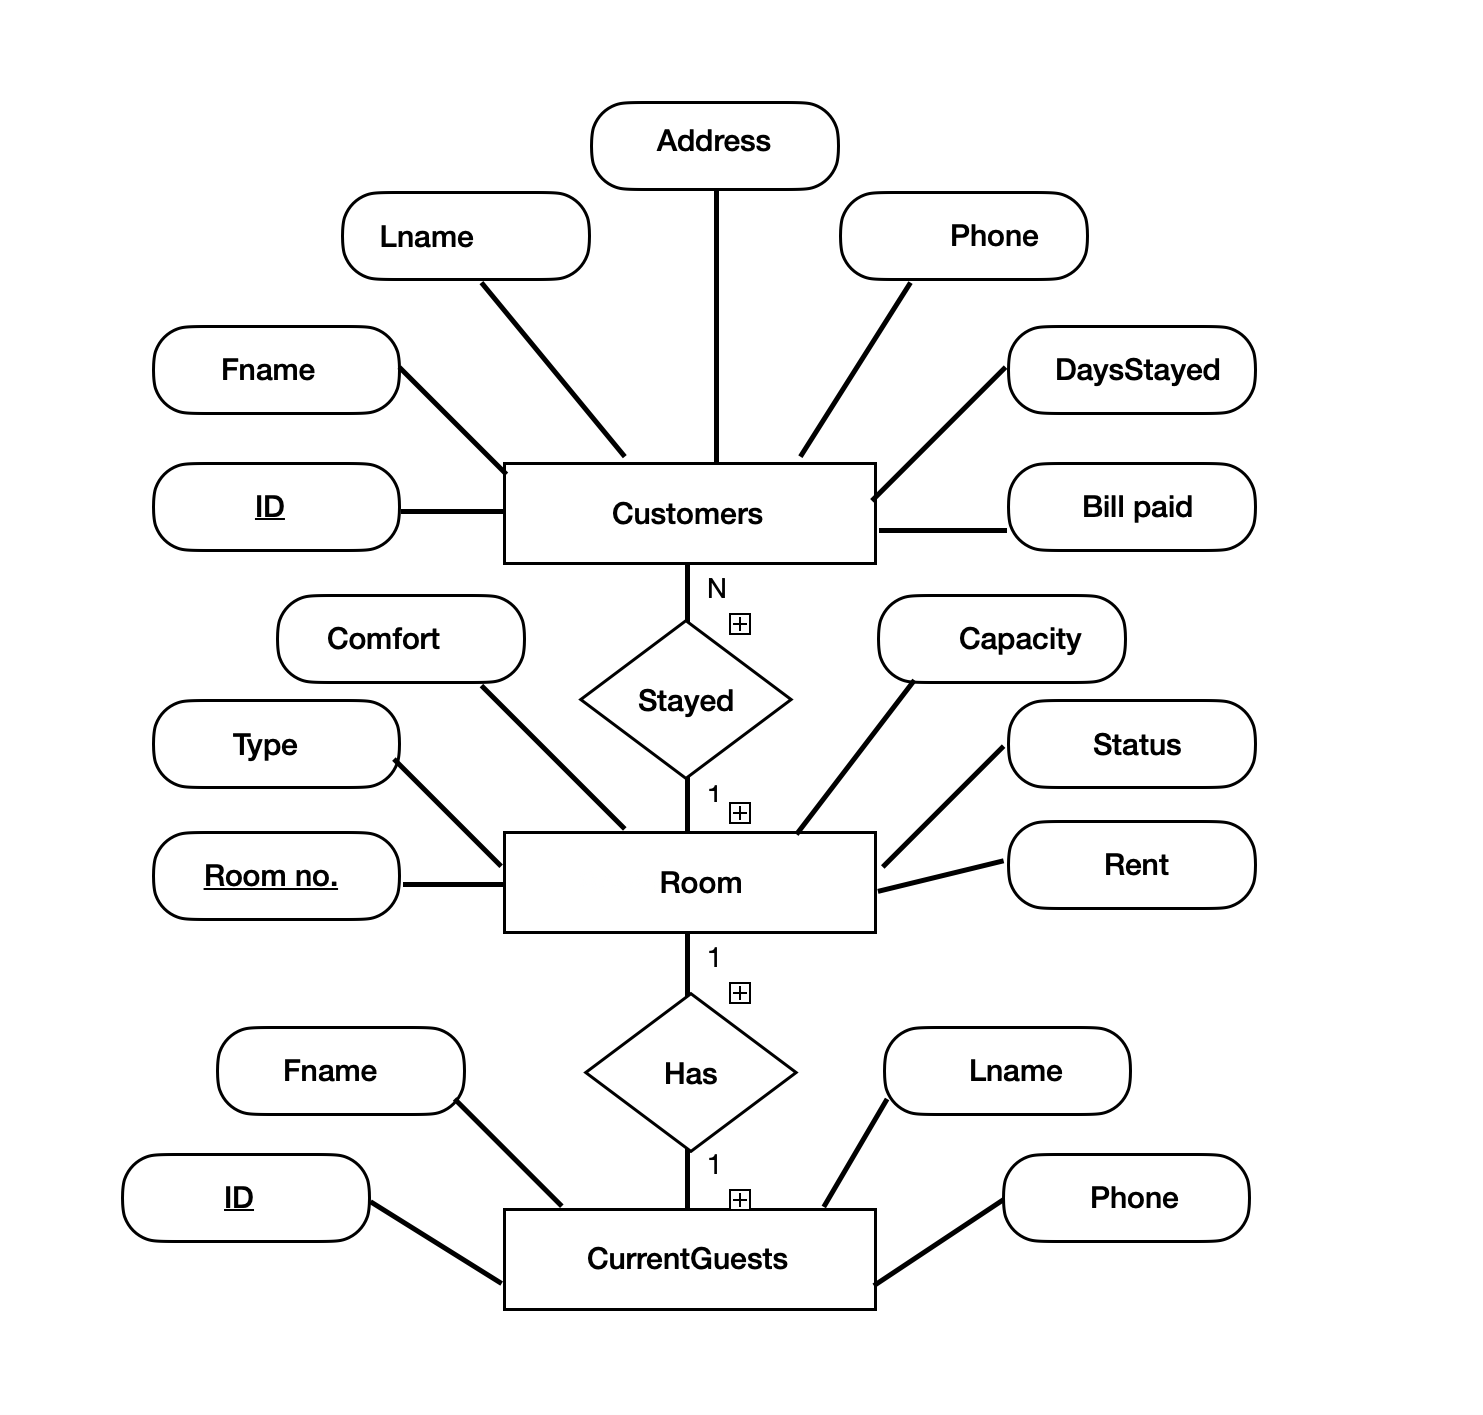 Address
Lname
Phone
Fname
DaysStayed
ID
Customers
Bill paid
N
Comfort
Capacity
Stayed
Type
Status
1
Room no.
Room
Rent
1
Fname
Has
Lname
1
ID
Phone
CurrentGuests